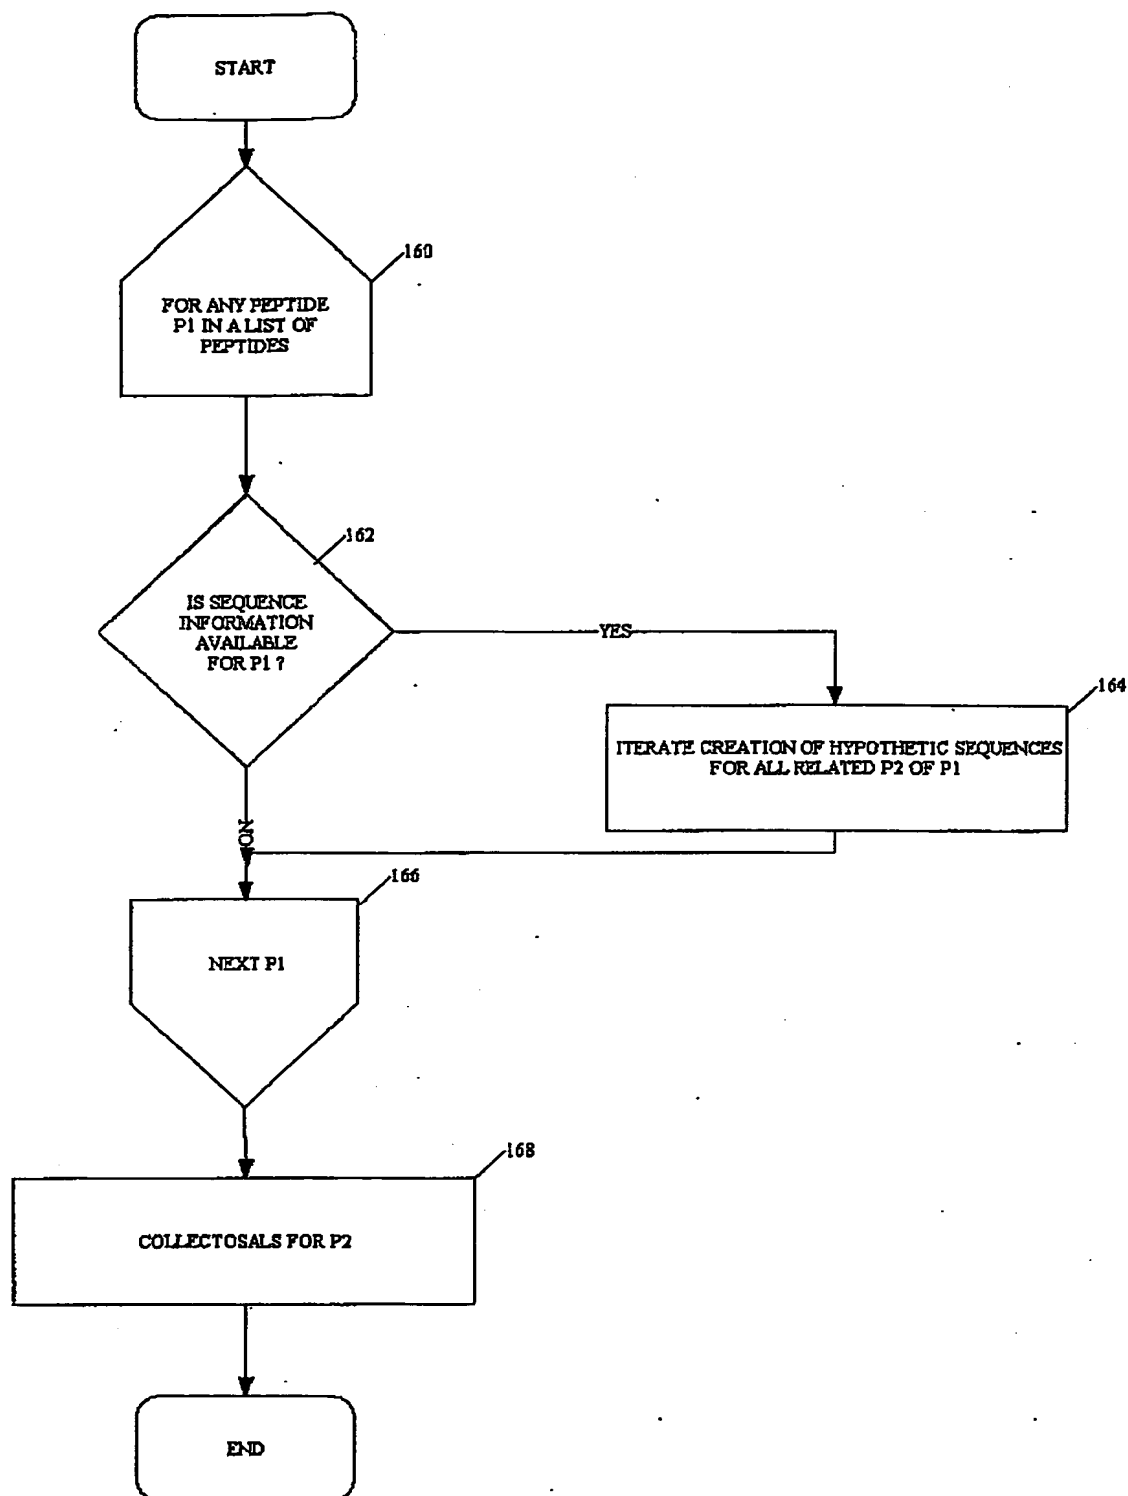 START
160
FOR ANY PEPTIDE
P1 IN A LIST OF
PEPTIDES
162
IS SEQUENCE
INFORMATION
AVAILABLE
FOR P1 ?
YES
164
ITERATE CREATION OF HYPOTHETIC SEQUENCES
FOR ALL RELATED P2 OF P1
NO
166
NEXT P1
168
COLLECTOSALS FOR P2
END